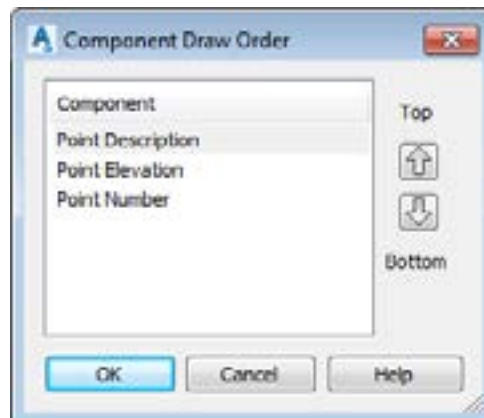 Component Draw Order
Component
Point Description
Point Elevation
Point Number
Top
Bottom
OK
Cancel
Help